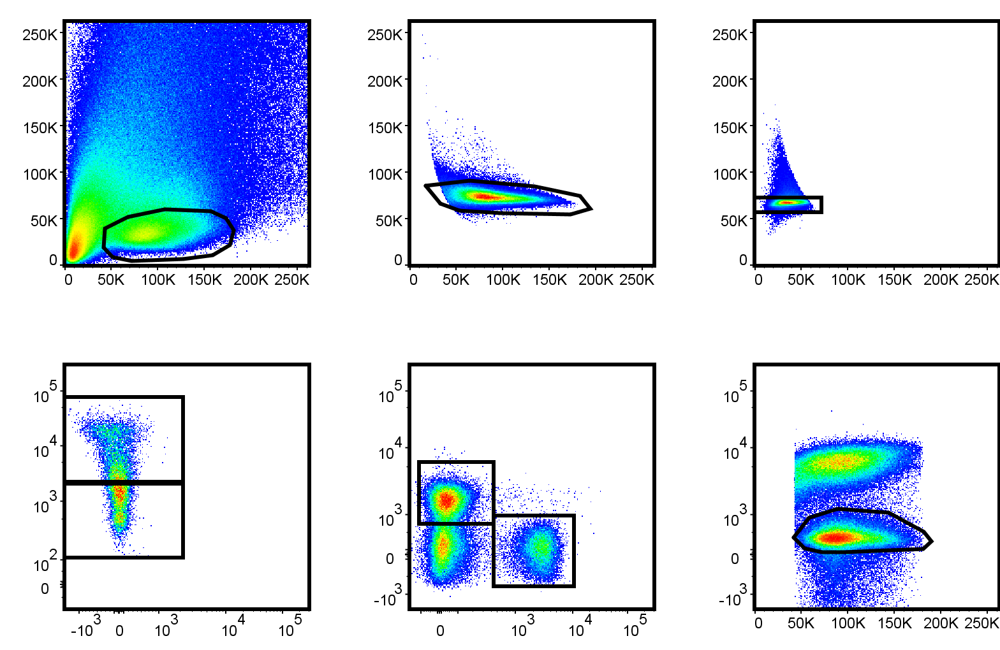 250K 250K 250K
200K 200K 200K
150K 150K 150K
100K 100K 100K
50K 50K 50K
0 0 0
0 50K 100K 150K 200K 250K 0 50K 100K 150K 200K 250K 0 50K 100K 150K 200K 250K
10^5 10^5 10^5
10^4 10^4 10^4
10^3 10^3 10^3
10^2 0 0
0 -10^3 -10^3
-10^3 0 10^3 10^4 10^5 0 10^3 10^4 10^5 0 50K 100K 150K 200K 250K